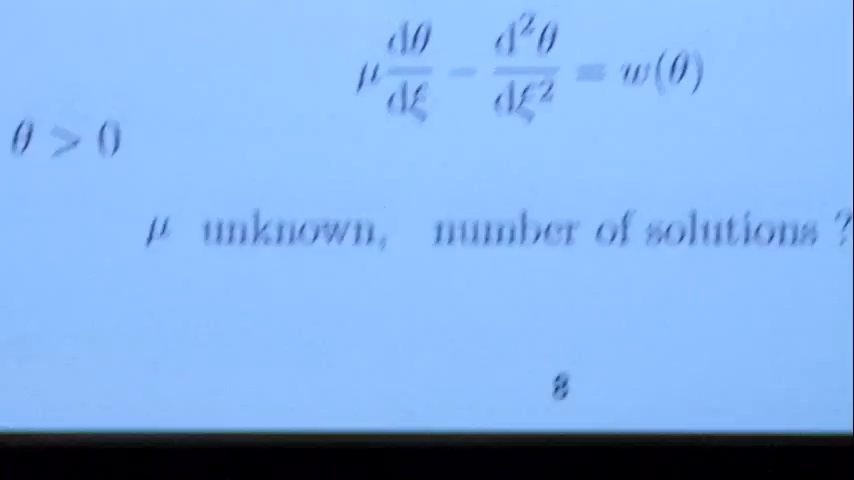 μ dθ/dξ − d²θ/dξ² = w(θ)
θ > 0
μ unknown, number of solutions ?
8